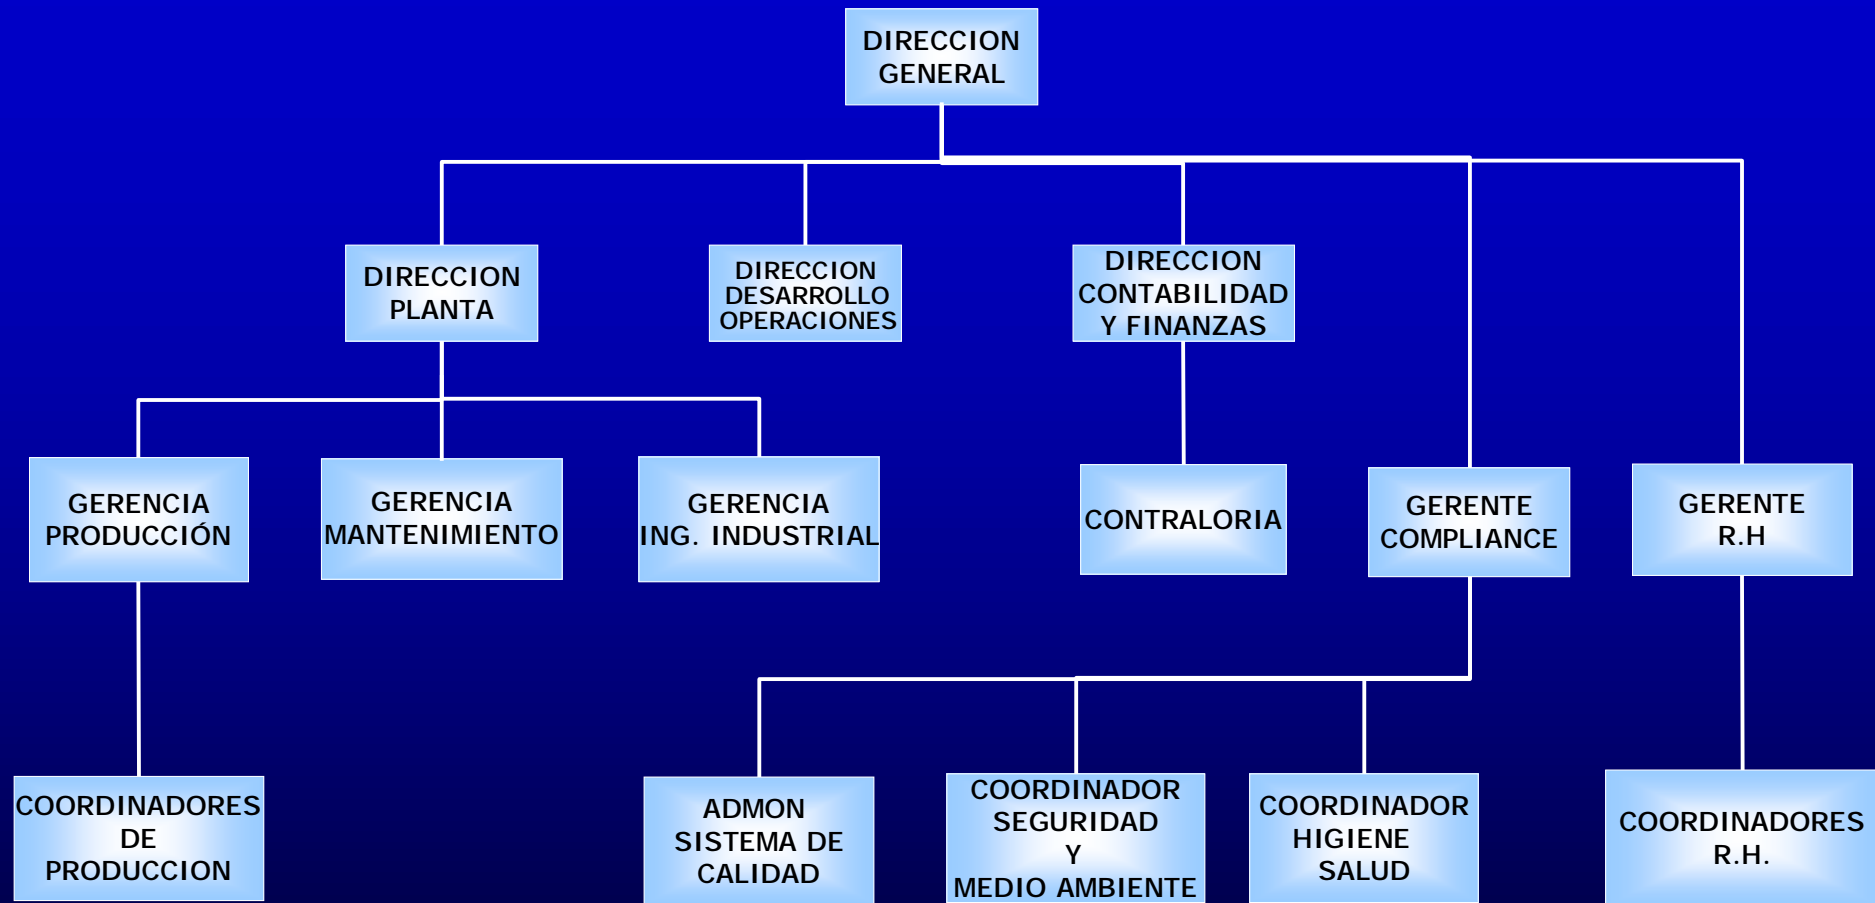 DIRECCION
GENERAL
DIRECCION
PLANTA
DIRECCION
DESARROLLO
OPERACIONES
DIRECCION
CONTABILIDAD
Y FINANZAS
GERENCIA
PRODUCCIÓN
GERENCIA
MANTENIMIENTO
GERENCIA
ING. INDUSTRIAL
CONTRALORIA
GERENTE
COMPLIANCE
GERENTE
R.H
COORDINADORES
DE
PRODUCCION
ADMON
SISTEMA DE
CALIDAD
COORDINADOR
SEGURIDAD
Y
MEDIO AMBIENTE
COORDINADOR
HIGIENE
SALUD
COORDINADORES
R.H.